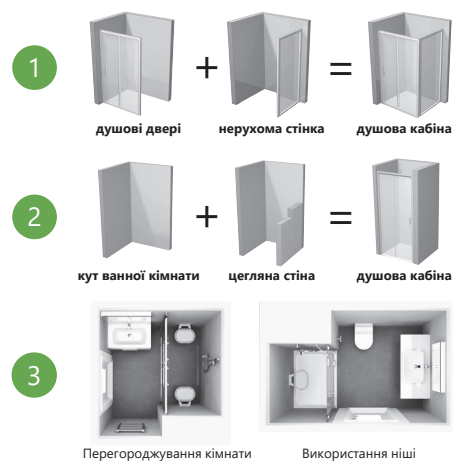 1
+
=
душові двері нерухома стінка душова кабіна
2
+
=
кут ванної кімнати цегляна стіна душова кабіна
3
Перегороджування кімнати Використання ніші